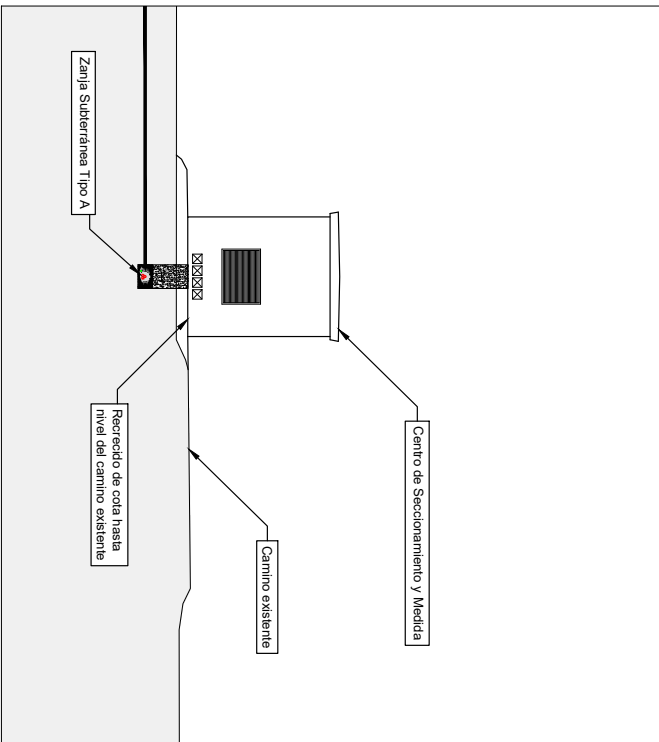 Centro de Seccionamiento y Medida
Camino existente
Recrecido de cota hasta
nivel del camino existente
Zanja Subterránea Tipo A